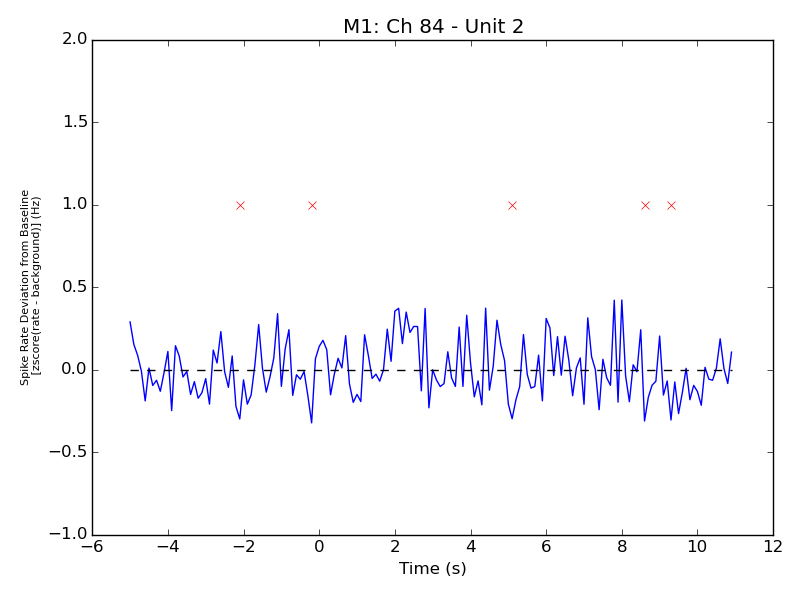 M1: Ch 84 - Unit 2
2.0
1.5
1.0
0.5
0.0
−0.5
−1.0
Spike Rate Deviation from Baseline
[zscore(rate - background)] (Hz)
−6 −4 −2 0 2 4 6 8 10 12
Time (s)